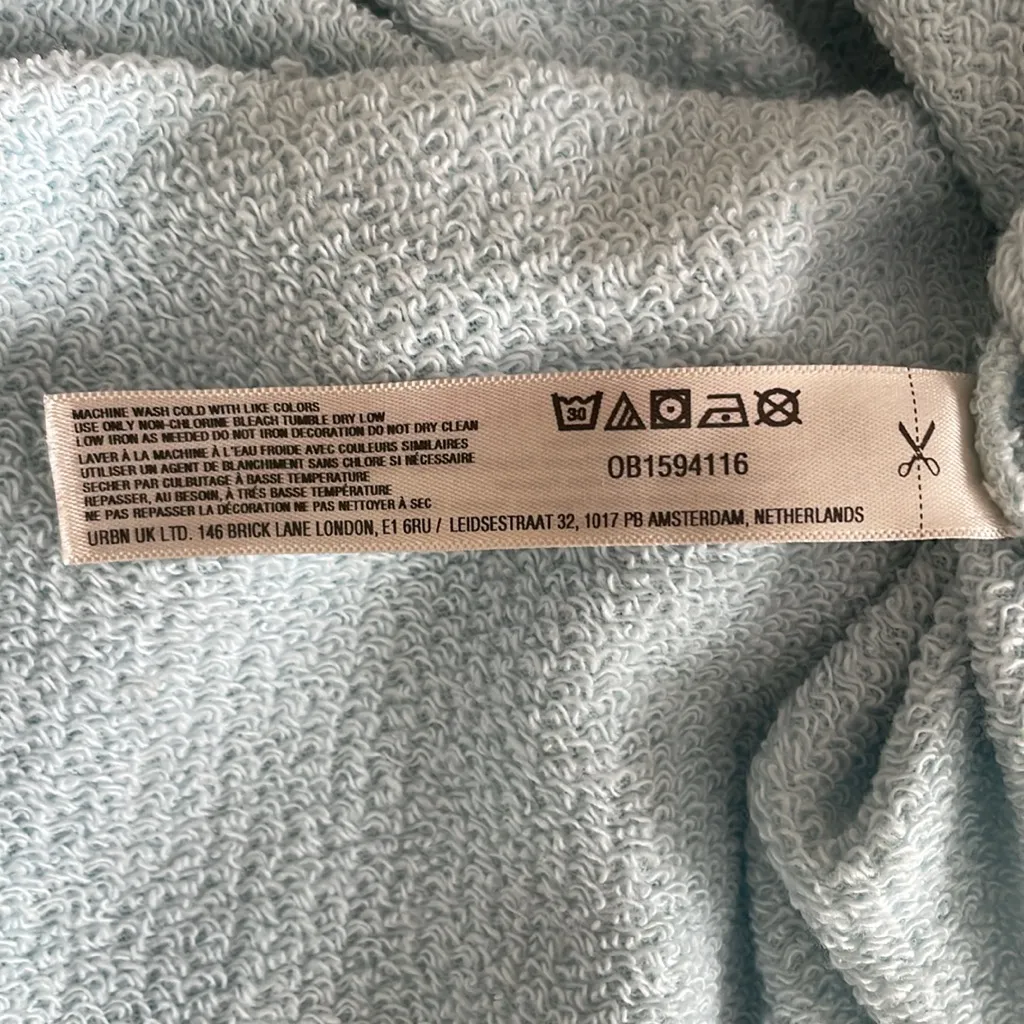 MACHINE WASH COLD WITH LIKE COLORS
USE ONLY NON-CHLORINE BLEACH TUMBLE DRY LOW
LOW IRON AS NEEDED DO NOT IRON DECORATION DO NOT DRY CLEAN
LAVER À LA MACHINE À L'EAU FROIDE AVEC COULEURS SIMILAIRES
UTILISER UN AGENT DE BLANCHIMENT SANS CHLORE SI NÉCESSAIRE
SECHER PAR CULBUTAGE À BASSE TEMPERATURE
REPASSER, AU BESOIN, À TRÉS BASSE TEMPÉRATURE
NE PAS REPASSER LA DÉCORATION NE PAS NETTOYER À SEC
URBN UK LTD. 146 BRICK LANE LONDON, E1 6RU / LEIDSESTRAAT 32, 1017 PB AMSTERDAM, NETHERLANDS
30
OB1594116